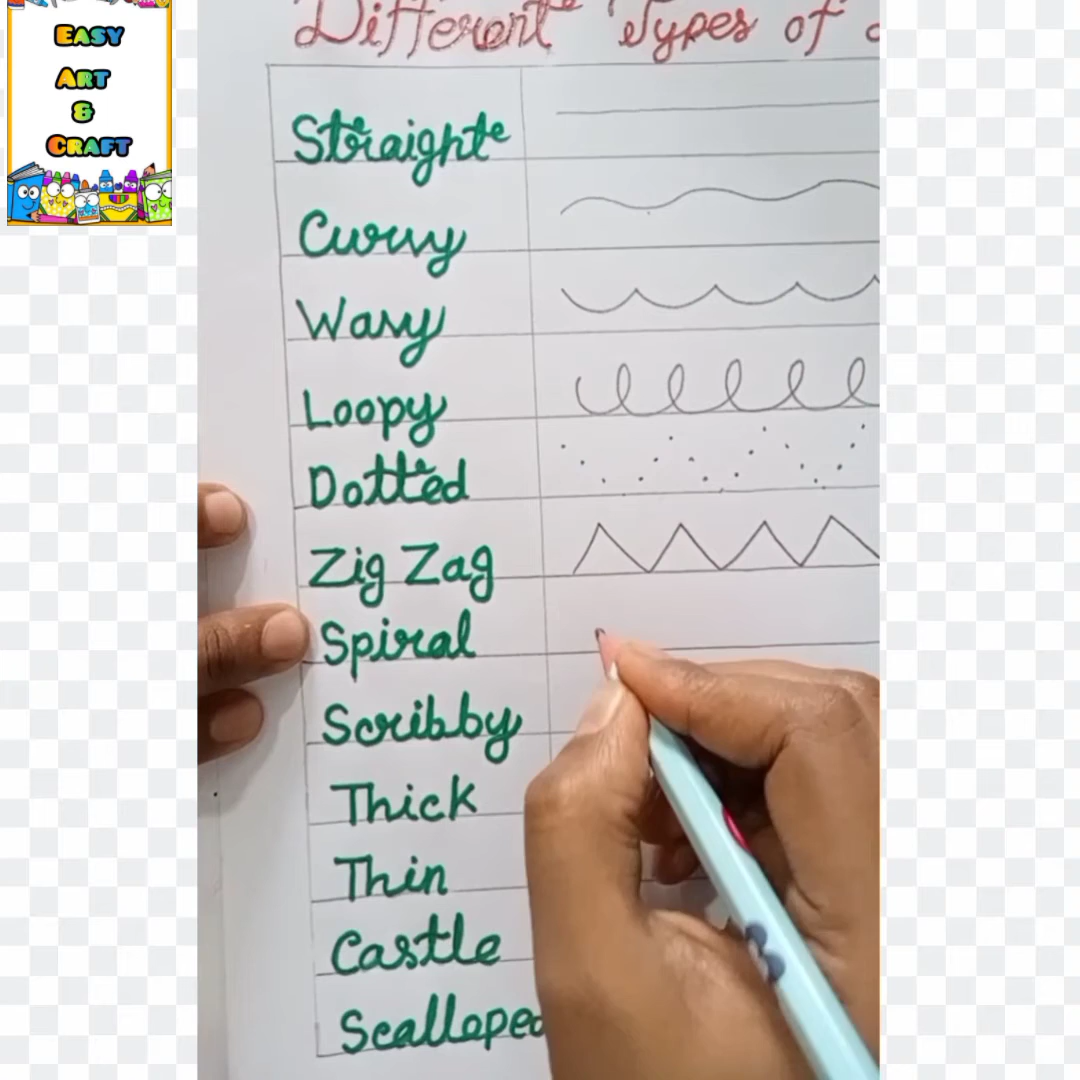 EASY
ART
&
CRAFT
Different Types of
Straight
Curvy
Wavy
Loopy
Dotted
Zig Zag
Spiral
Scribby
Thick
Thin
Castle
Scalloped